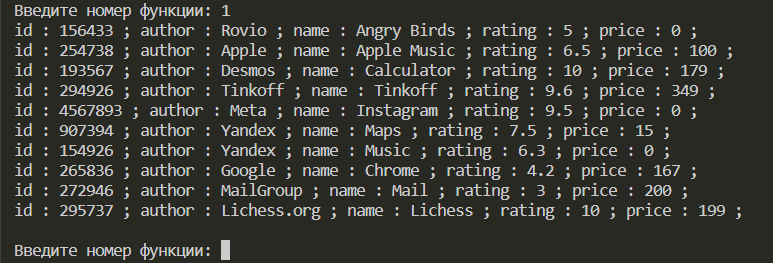 Введите номер функции: 1
id : 156433 ; author : Rovio ; name : Angry Birds ; rating : 5 ; price : 0 ;
id : 254738 ; author : Apple ; name : Apple Music ; rating : 6.5 ; price : 100 ;
id : 193567 ; author : Desmos ; name : Calculator ; rating : 10 ; price : 179 ;
id : 294926 ; author : Tinkoff ; name : Tinkoff ; rating : 9.6 ; price : 349 ;
id : 4567893 ; author : Meta ; name : Instagram ; rating : 9.5 ; price : 0 ;
id : 907394 ; author : Yandex ; name : Maps ; rating : 7.5 ; price : 15 ;
id : 154926 ; author : Yandex ; name : Music ; rating : 6.3 ; price : 0 ;
id : 265836 ; author : Google ; name : Chrome ; rating : 4.2 ; price : 167 ;
id : 272946 ; author : MailGroup ; name : Mail ; rating : 3 ; price : 200 ;
id : 295737 ; author : Lichess.org ; name : Lichess ; rating : 10 ; price : 199 ;
Введите номер функции: